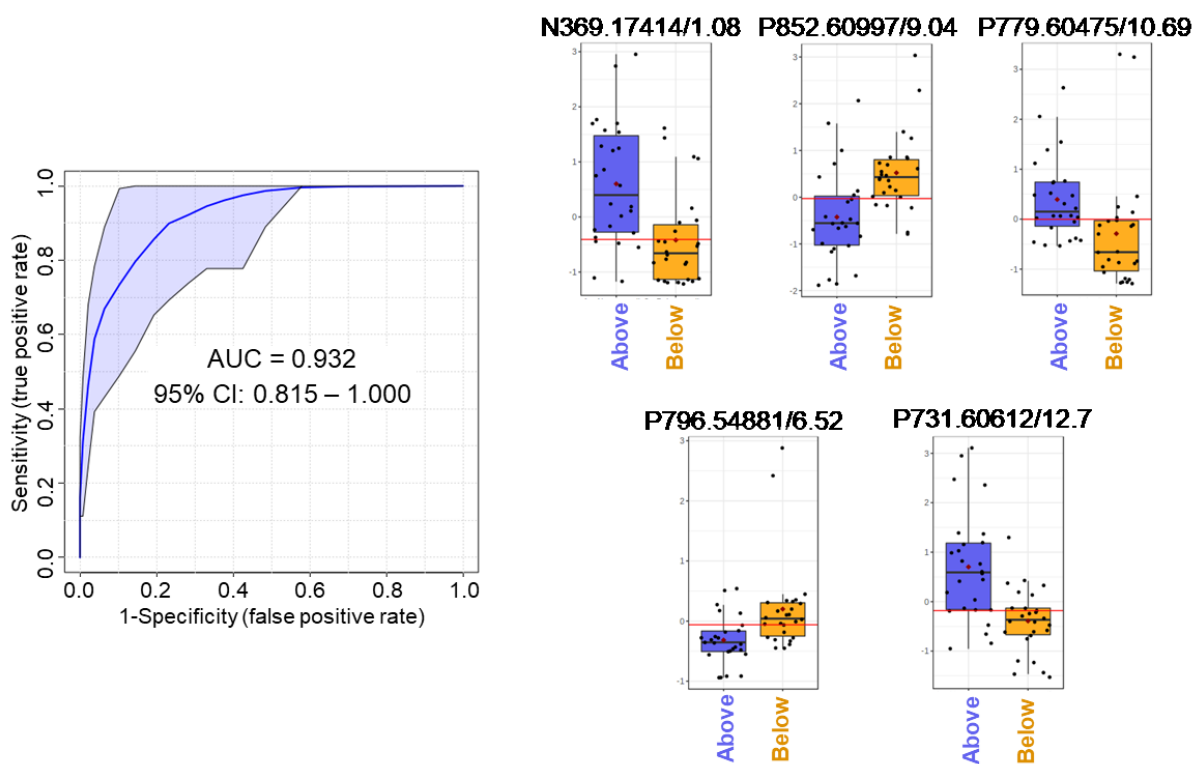 Sensitivity (true positive rate)
1.0
0.8
0.6
0.4
0.2
0.0
AUC = 0.932
95% CI: 0.815 – 1.000
0.0 0.2 0.4 0.6 0.8 1.0
1-Specificity (false positive rate)
N369.17414/1.08
3
2
1
0
-1
Above Below
P852.60997/9.04
3
2
1
0
-1
-2
Above Below
P779.60475/10.69
3
2
1
0
-1
Above Below
P796.54881/6.52
3
2
1
0
-1
Above Below
P731.60612/12.7
3
2
1
0
-1
Above Below